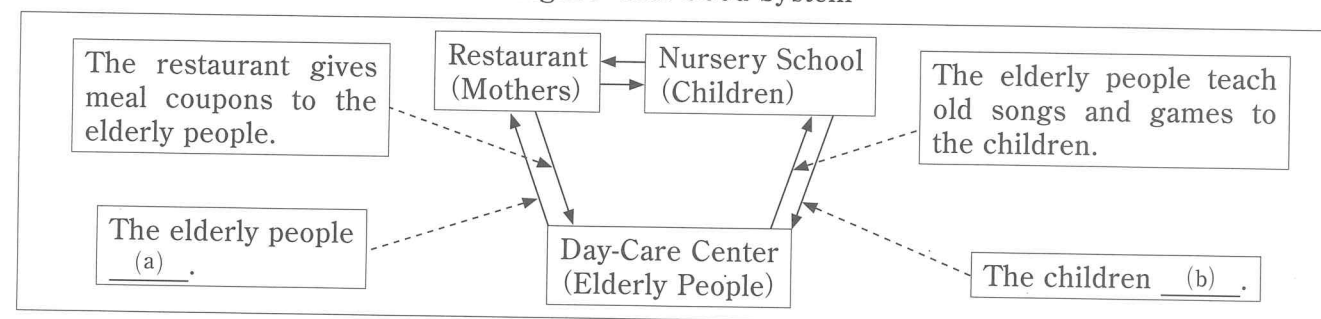 The restaurant gives
meal coupons to the
elderly people.
Restaurant
(Mothers)
Nursery School
(Children)
The elderly people teach
old songs and games to
the children.
The elderly people
(a).
Day-Care Center
(Elderly People)
The children (b).